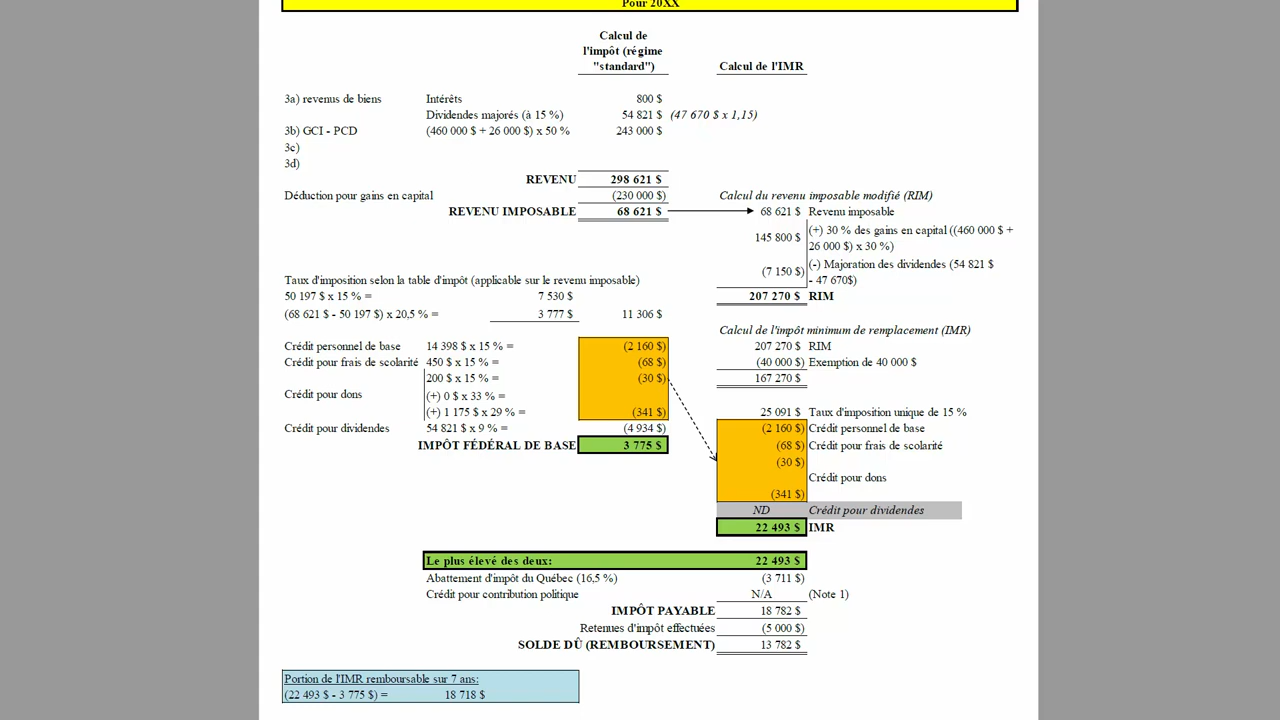 Pour 20XX
Calcul de
l'impôt (régime
"standard")
Calcul de l'IMR
3a) revenus de biens Intérêts 800 $
Dividendes majorés (à 15 %) 54 821 $ (47 670 $ x 1,15)
3b) GCI - PCD (460 000 $ + 26 000 $) x 50 % 243 000 $
3c)
3d)
REVENU 298 621 $
Déduction pour gains en capital (230 000 $)
Calcul du revenu imposable modifié (RIM)
REVENU IMPOSABLE 68 621 $ 68 621 $ Revenu imposable
145 800 $ (+) 30 % des gains en capital ((460 000 $ +
26 000 $) x 30 %)
(7 150 $) (-) Majoration des dividendes (54 821 $
- 47 670$)
Taux d'imposition selon la table d'impôt (applicable sur le revenu imposable)
50 197 $ x 15 % = 7 530 $ 207 270 $ RIM
(68 621 $ - 50 197 $) x 20,5 % = 3 777 $ 11 306 $
Calcul de l'impôt minimum de remplacement (IMR)
Crédit personnel de base 14 398 $ x 15 % = (2 160 $) 207 270 $ RIM
Crédit pour frais de scolarité 450 $ x 15 % = (68 $) (40 000 $) Exemption de 40 000 $
200 $ x 15 % = (30 $) 167 270 $
Crédit pour dons (+) 0 $ x 33 % =
(+) 1 175 $ x 29 % = (341 $) 25 091 $ Taux d'imposition unique de 15 %
Crédit pour dividendes 54 821 $ x 9 % = (4 934 $) (2 160 $) Crédit personnel de base
IMPÔT FÉDÉRAL DE BASE 3 775 $ (68 $) Crédit pour frais de scolarité
(30 $)
Crédit pour dons
(341 $)
ND Crédit pour dividendes
22 493 $ IMR
Le plus élevé des deux: 22 493 $
Abattement d'impôt du Québec (16,5 %) (3 711 $)
Crédit pour contribution politique N/A (Note 1)
IMPÔT PAYABLE 18 782 $
Retenues d'impôt effectuées (5 000 $)
SOLDE DÛ (REMBOURSEMENT) 13 782 $
Portion de l'IMR remboursable sur 7 ans:
(22 493 $ - 3 775 $) = 18 718 $